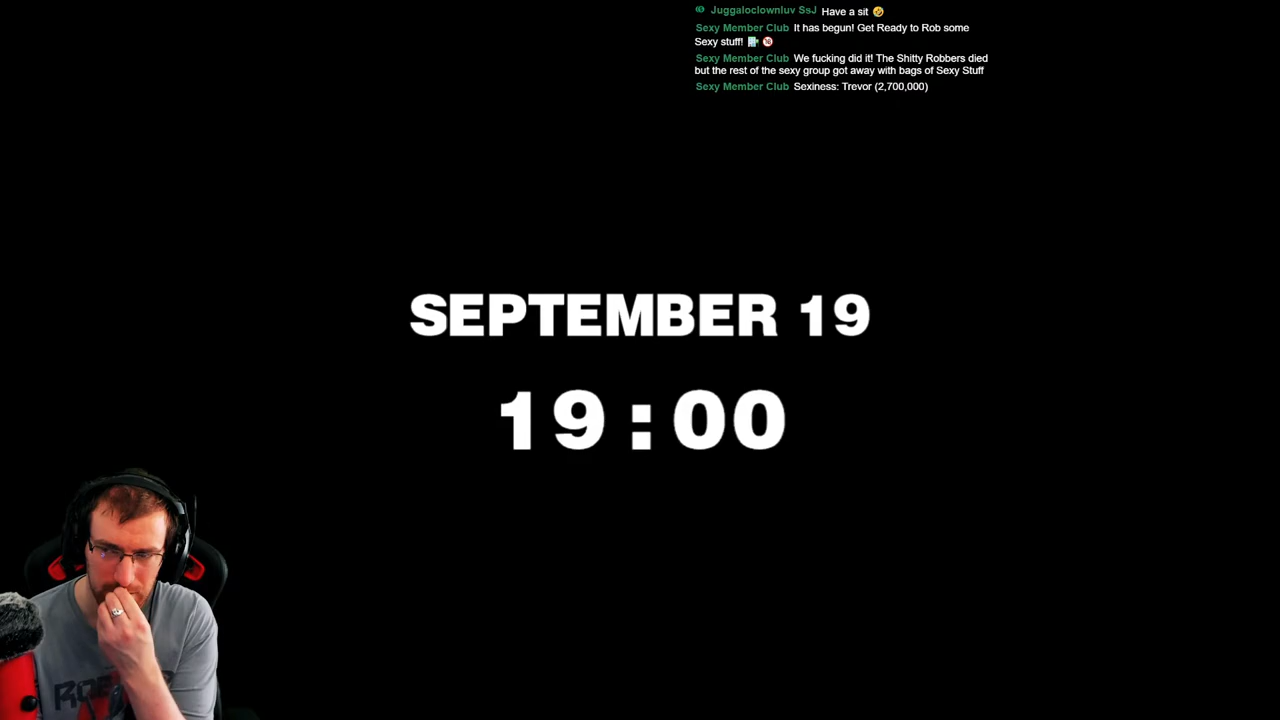 Juggaloclownluv SsJ Have a sit 🤣
Sexy Member Club It has begun! Get Ready to Rob some
Sexy stuff!
Sexy Member Club We fucking did it! The Shitty Robbers died
but the rest of the sexy group got away with bags of Sexy Stuff
Sexy Member Club Sexiness: Trevor (2,700,000)
SEPTEMBER 19
19:00